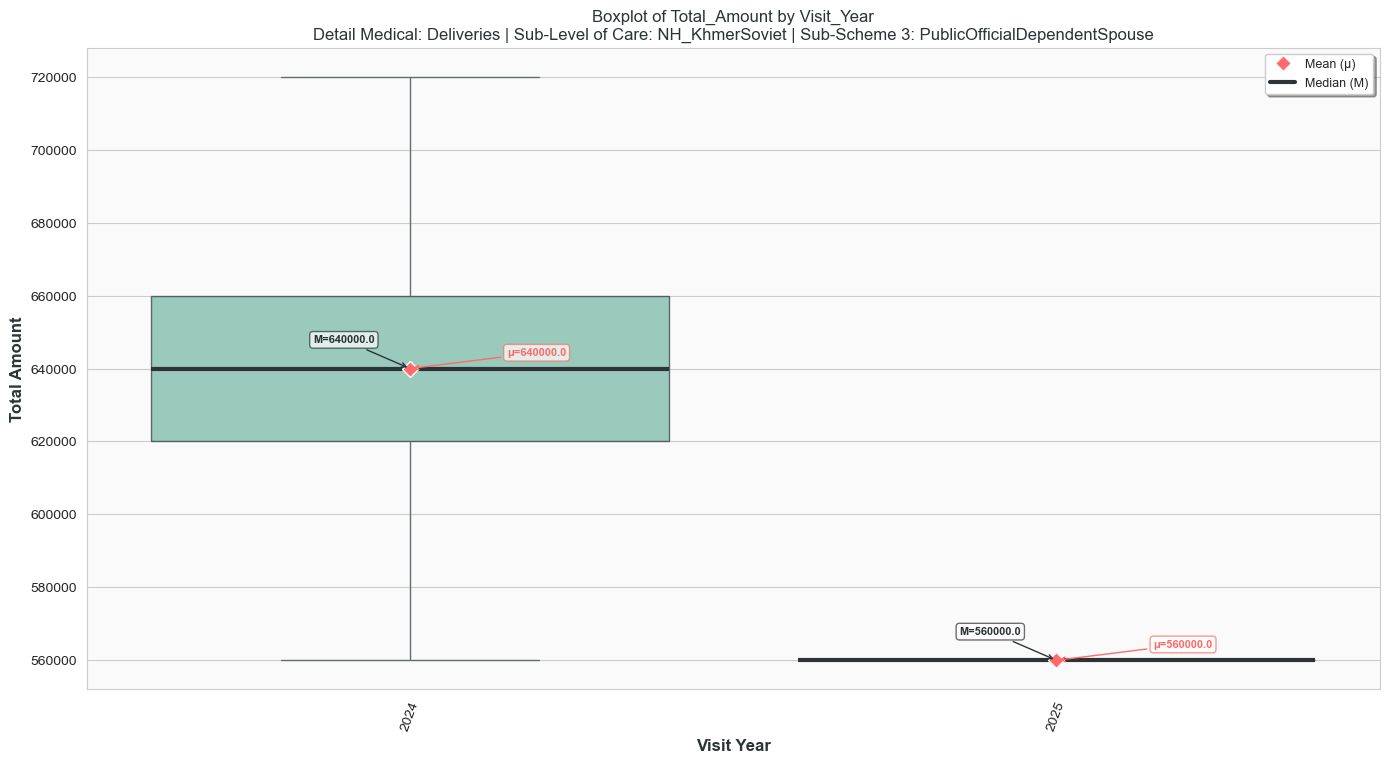 Boxplot of Total_Amount by Visit_Year
Detail Medical: Deliveries | Sub-Level of Care: NH_KhmerSoviet | Sub-Scheme 3: PublicOfficialDependentSpouse
Mean (μ)
Median (M)
Total Amount
720000
700000
680000
660000
640000
620000
600000
580000
560000
M=640000.0
μ=640000.0
M=560000.0
μ=560000.0
2024
2025
Visit Year